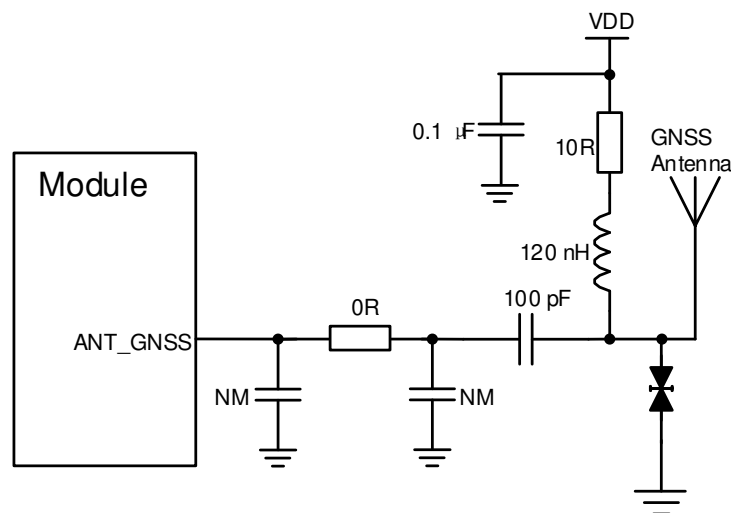 VDD
0.1 µF
10R
GNSS
Antenna
Module
120 nH
100 pF
0R
ANT_GNSS
NM
NM